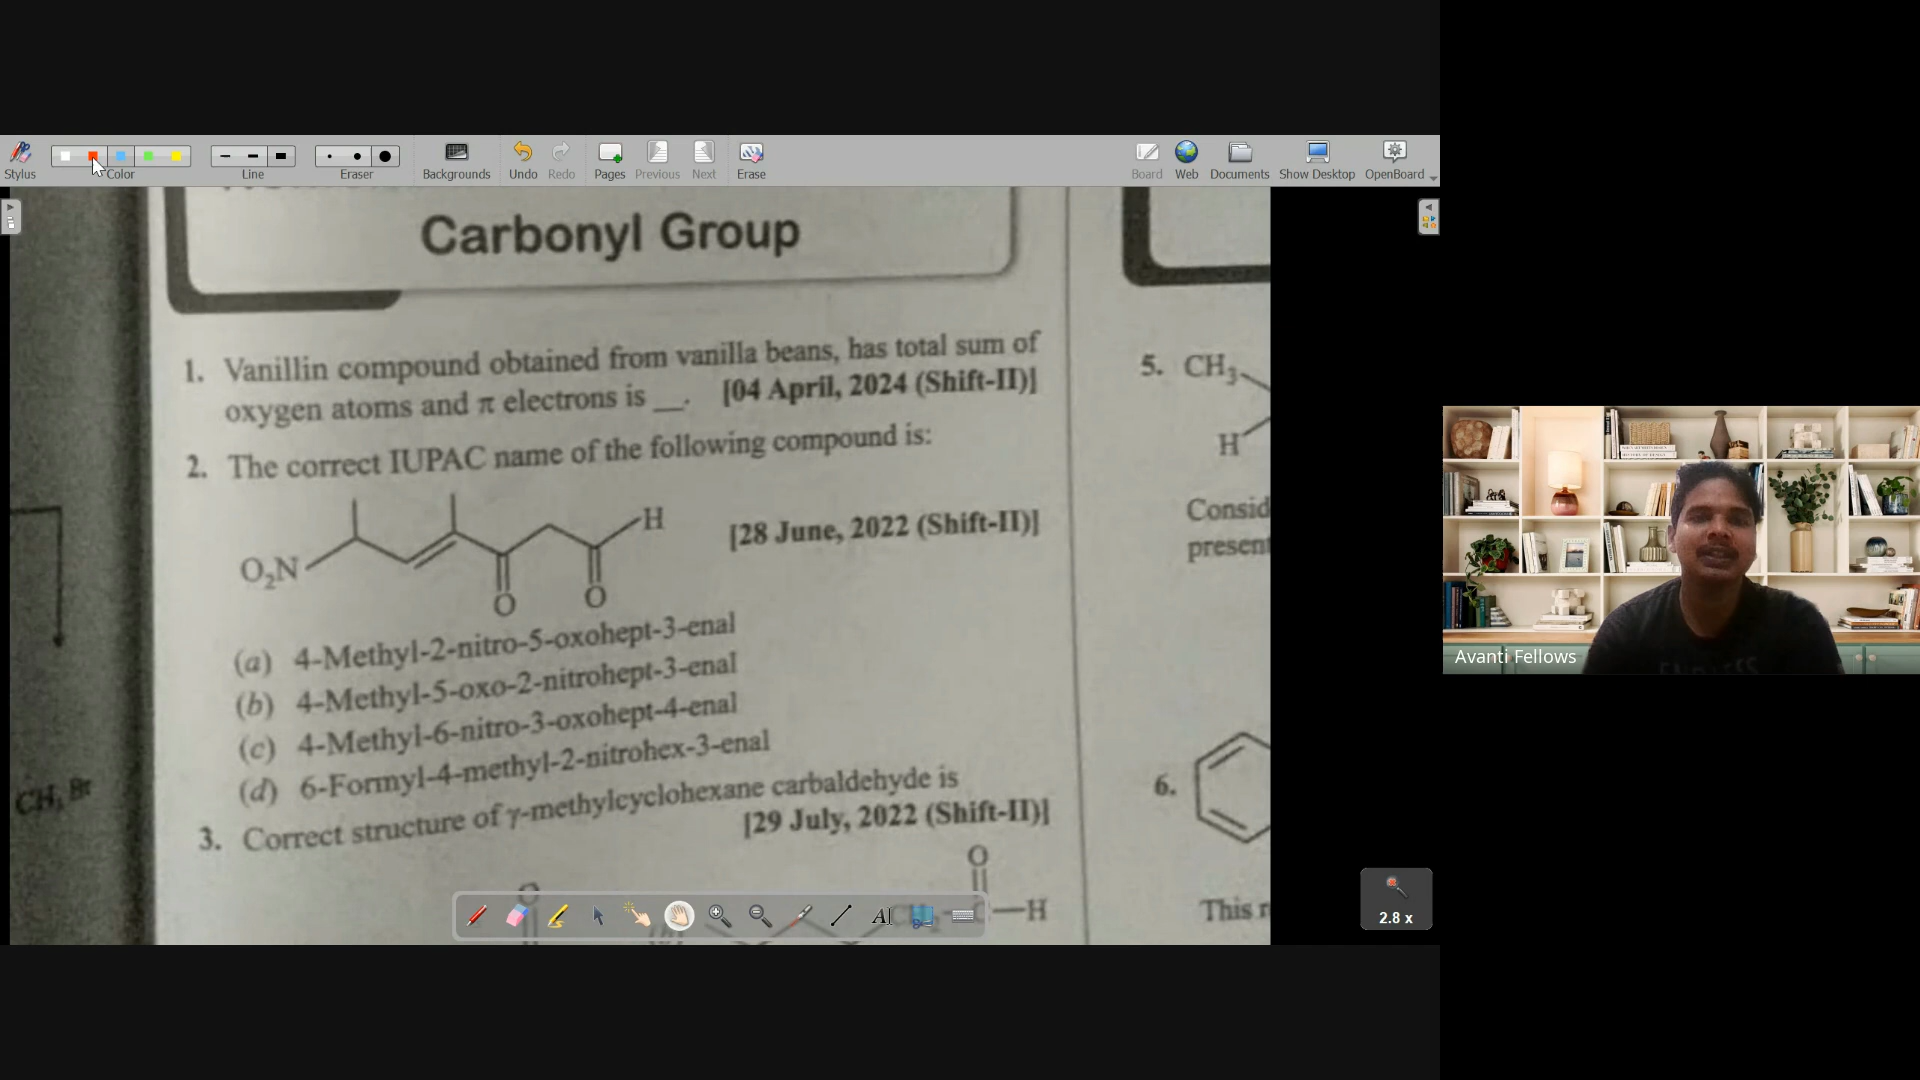 Stylus
Color
Line
Eraser
Backgrounds
Undo
Redo
Pages
Previous
Next
Erase
Board
Web
Documents
Show Desktop
OpenBoard
Carbonyl Group
1. Vanillin compound obtained from vanilla beans, has total sum of
oxygen atoms and π electrons is __. [04 April, 2024 (Shift-II)]
2. The correct IUPAC name of the following compound is:
[28 June, 2022 (Shift-II)]
O₂N
H
O
O
(a) 4-Methyl-2-nitro-5-oxohept-3-enal
(b) 4-Methyl-5-oxo-2-nitrohept-3-enal
(c) 4-Methyl-6-nitro-3-oxohept-4-enal
(d) 6-Formyl-4-methyl-2-nitrohex-3-enal
3. Correct structure of γ-methylcyclohexane carbaldehyde is
[29 July, 2022 (Shift-II)]
O
O
—H
CH₂ Br
5. CH₃
H
Consid
present
6.
This r
2.8 x
Avanti Fellows